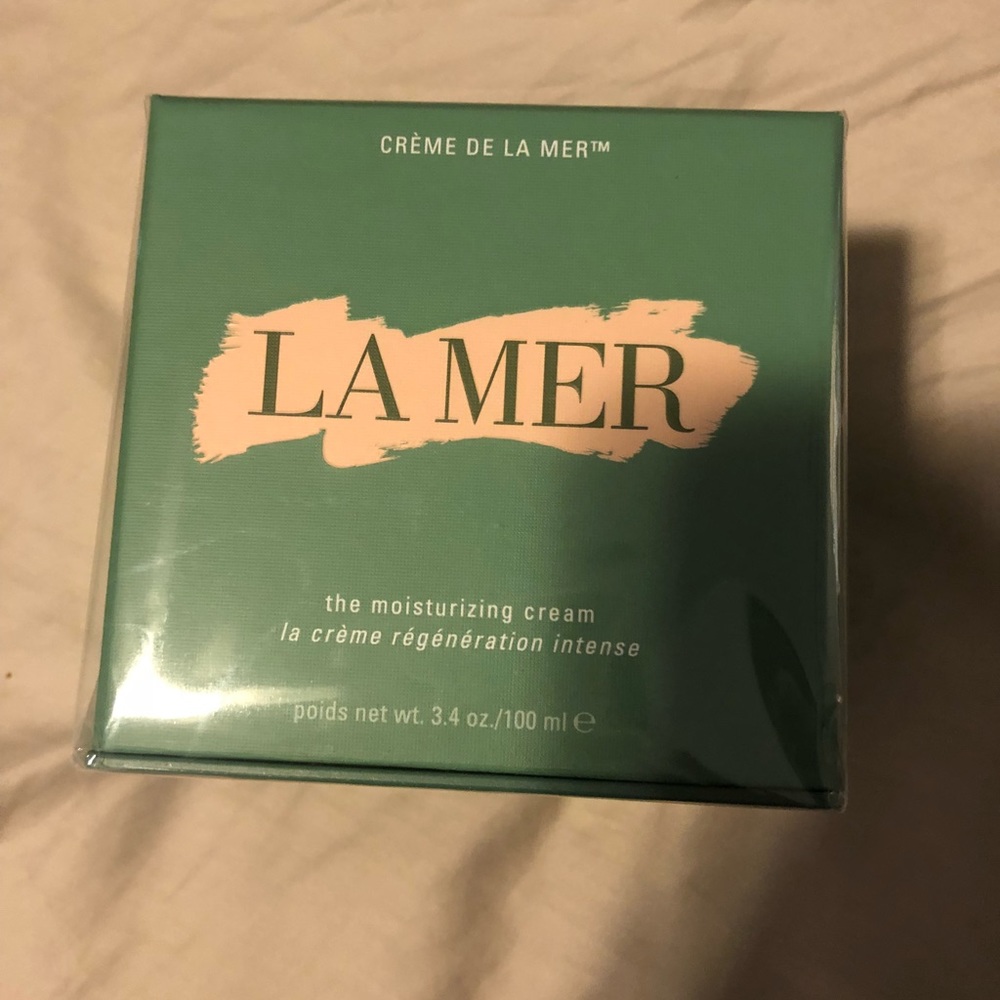 CRÈME DE LA MER™
LA MER
the moisturizing cream
la crème régénération intense
poids net wt. 3.4 oz./100 ml ℮